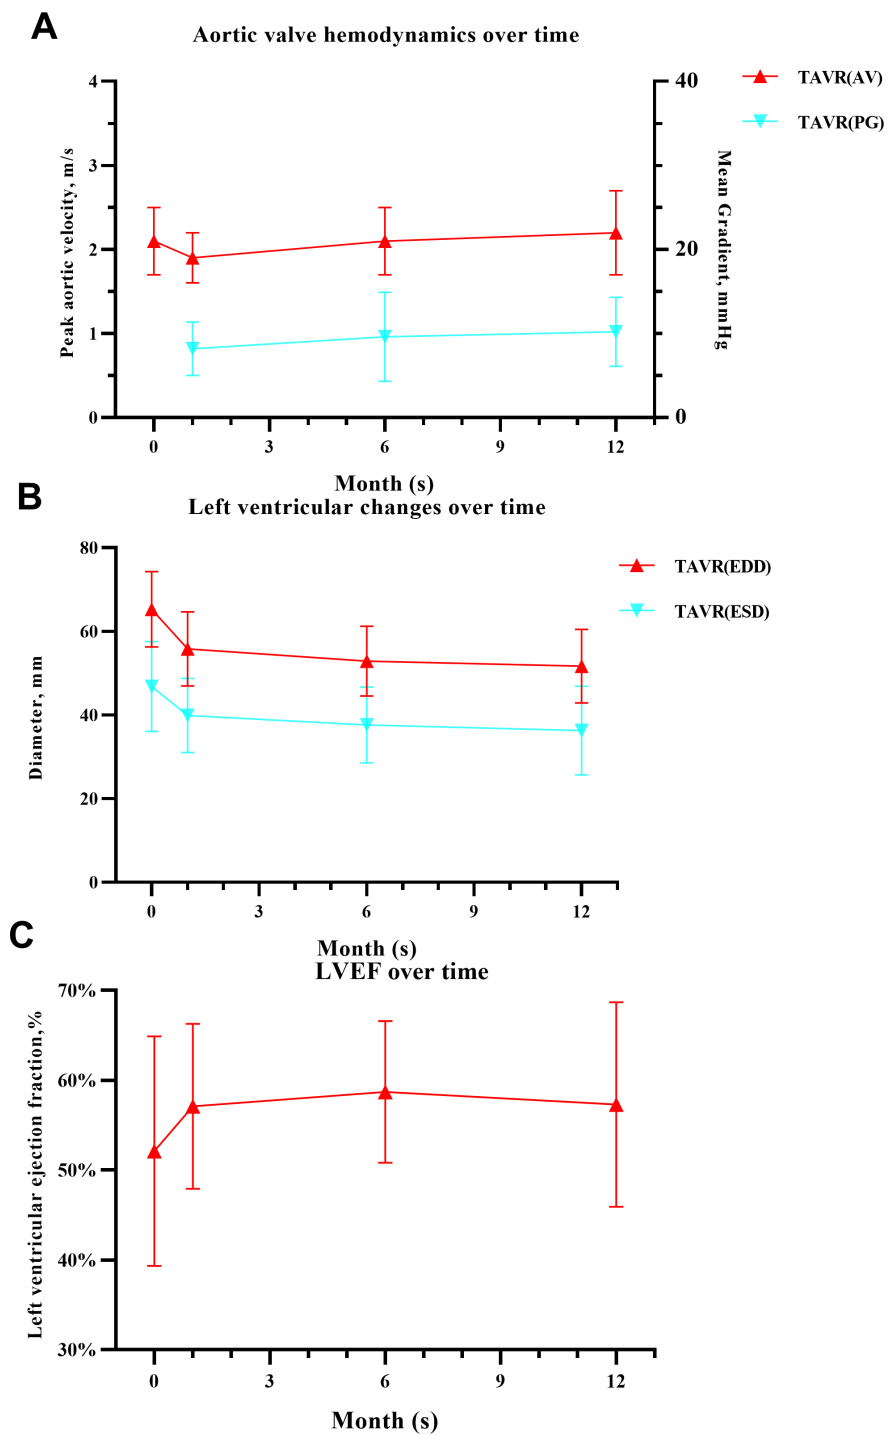 A
Aortic valve hemodynamics over time
4
3
2
1
0
Peak aortic velocity, m/s
40
20
0
Mean Gradient, mmHg
TAVR(AV)
TAVR(PG)
0 3 6 9 12
Month (s)
B
Left ventricular changes over time
80
60
40
20
0
Diameter, mm
TAVR(EDD)
TAVR(ESD)
0 3 6 9 12
Month (s)
C
LVEF over time
70%
60%
50%
40%
30%
Left ventricular ejection fraction,%
0 3 6 9 12
Month (s)